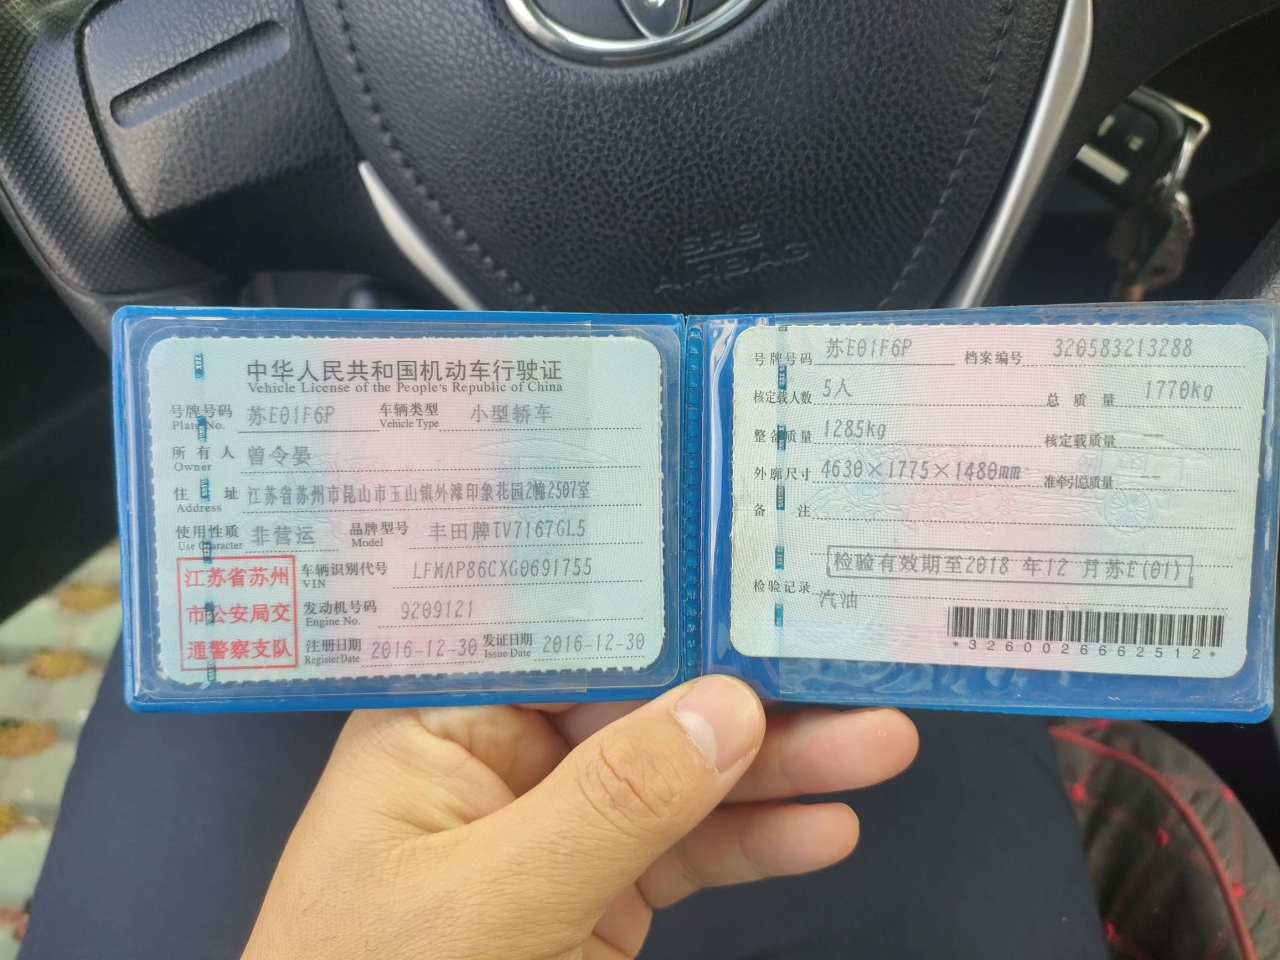 SRS
AIRBAG
中华人民共和国机动车行驶证
Vehicle License of the People's Republic of China
号牌号码 苏E01F6P 车辆类型 小型轿车
Plate No. Vehicle Type
所有人 曾令晏
Owner
住址 江苏省苏州市昆山市玉山镇外滩印象花园2幢2507室
Address
使用性质 非营运 品牌型号 丰田牌TV7167GL5
Use Character Model
江苏省苏州
市公安局交
通警察支队
车辆识别代号 LFMAP86CXG0691755
VIN
发动机号码 9209121
Engine No.
注册日期 2016-12-30 发证日期 2016-12-30
Register Date Issue Date
号牌号码 苏E01F6P 档案编号 320583213288
核定载人数 5人 总质量 1770kg
整备质量 1285kg 核定载质量 --
外廓尺寸 4630×1775×1480mm 准牵引总质量 --
备注
检验有效期至2018 年12 月苏E(01)
检验记录
汽油
*3260026662512*